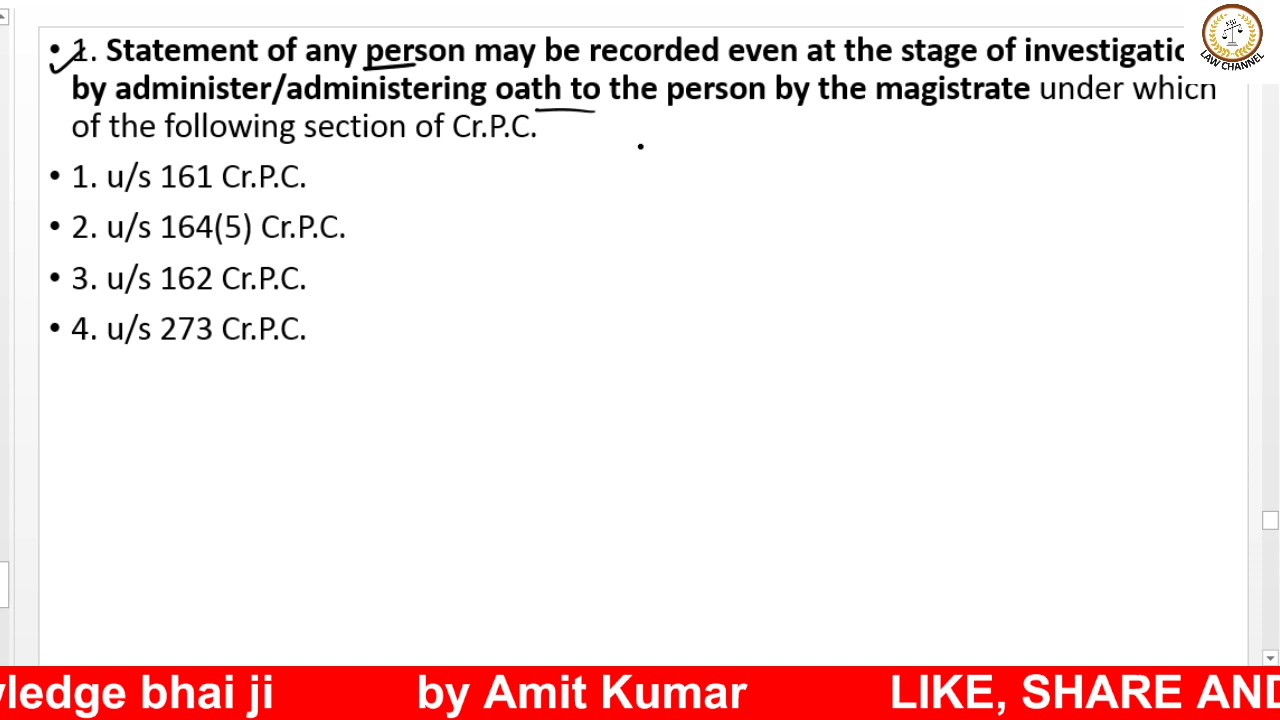 • 1. Statement of any person may be recorded even at the stage of investigatio
by administer/administering oath to the person by the magistrate under which
of the following section of Cr.P.C.
• 1. u/s 161 Cr.P.C.
• 2. u/s 164(5) Cr.P.C.
• 3. u/s 162 Cr.P.C.
• 4. u/s 273 Cr.P.C.
LAW CHANNEL
ledge bhai ji by Amit Kumar LIKE, SHARE AND